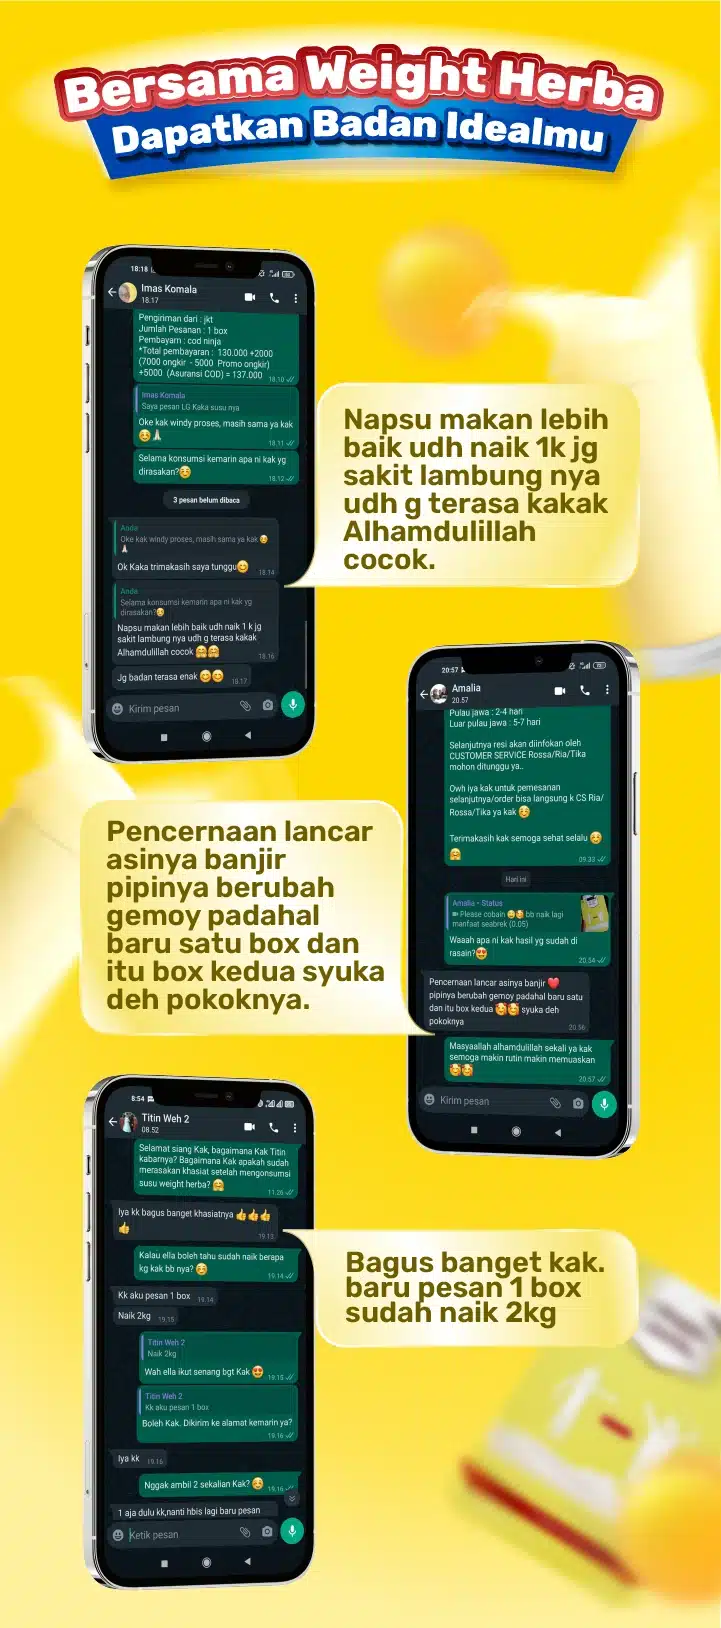 Bersama Weight Herba
Dapatkan Badan Idealmu
18:18
Imas Komala
18.17
Pengiriman dari : jkt
Jumlah Pesanan : 1 box
Pembayarn : cod ninja
*Total pembayaran : 130.000 +2000
(7000 ongkir - 5000 Promo ongkir)
+5000 (Asuransi COD) = 137.000
18.10
Imas Komala
Saya pesan LG Kaka susu nya
Oke kak windy proses, masih sama ya kak
18.11
Selama konsumsi kemarin apa ni kak yg
dirasakan?
18.12
3 pesan belum dibaca
Anda
Oke kak windy proses, masih sama ya kak
Ok Kaka trimakasih saya tunggu
18.14
Anda
Selama konsumsi kemarin apa ni kak yg
dirasakan?
Napsu makan lebih baik udh naik 1 k jg
sakit lambung nya udh g terasa kakak
Alhamdulillah cocok
18.16
Jg badan terasa enak
18.17
Kirim pesan
Napsu makan lebih
baik udh naik 1k jg
sakit lambung nya
udh g terasa kakak
Alhamdulillah
cocok.
20:57
Amalia
20.57
Pulau jawa : 2-4 hari
Luar pulau jawa : 5-7 hari
Selanjutnya resi akan diinfokan oleh
CUSTOMER SERVICE Rossa/Ria/Tika
mohon ditunggu ya..
Owh iya kak untuk pemesanan
selanjutnya/order bisa langsung k CS Ria/
Rossa/Tika ya kak
Terimakasih kak semoga sehat selalu
09.33
Hari ini
Amalia - Status
Please cobain bb naik lagi
manfaat seabrek (0.05)
Waaah apa ni kak hasil yg sudah di
rasain?
20.54
Pencernaan lancar asinya banjir
pipinya berubah gemoy padahal baru satu
box dan itu box kedua syuka deh
pokoknya
20.56
Masyaallah alhamdulillah sekali ya kak
semoga makin rutin makin memuaskan
20.57
Kirim pesan
Pencernaan lancar
asinya banjir
pipinya berubah
gemoy padahal
baru satu box dan
itu box kedua syuka
deh pokoknya.
8:54
Titin Weh 2
08.52
Selamat siang Kak, bagaimana Kak Titin
kabarnya? Bagaimana Kak apakah sudah
merasakan khasiat setelah mengonsumsi
susu weight herba?
11.26
Iya kk bagus banget khasiatnya
19.13
Kalau ella boleh tahu sudah naik berapa
kg kak bb nya?
19.14
Kk aku pesan 1 box
19.14
Naik 2kg
19.15
Titin Weh 2
Naik 2kg
Wah ella ikut senang bgt Kak
19.15
Titin Weh 2
Kk aku pesan 1 box
Boleh Kak. Dikirim ke alamat kemarin ya?
19.16
Iya kk
19.16
Nggak ambil 2 sekalian Kak?
19.16
1 aja dulu kk,nanti hbis lagi baru pesan
Ketik pesan
Bagus banget kak.
baru pesan 1 box
sudah naik 2kg